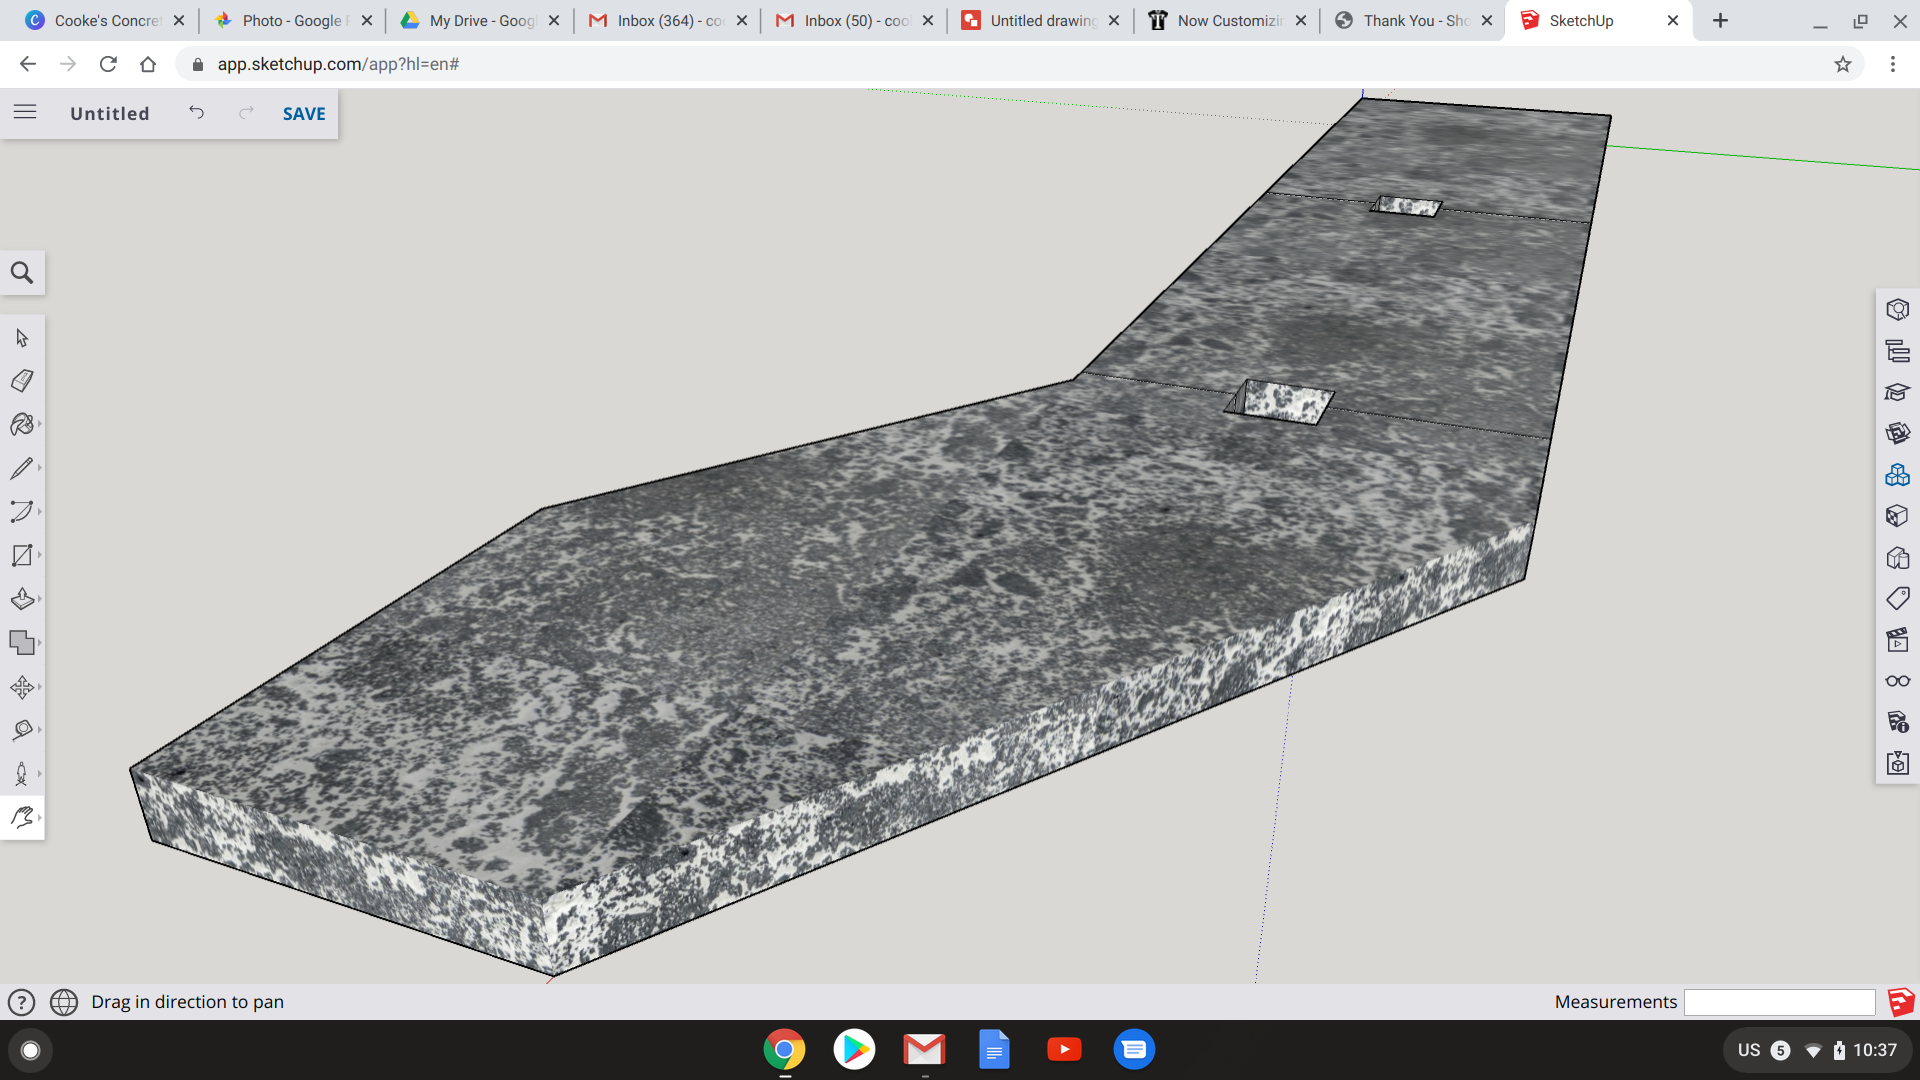 Cooke's Concre
Photo - Google
My Drive - Goog
Inbox (364) - co
Inbox (50) - coo
Untitled drawing
Now Customizi
Thank You - Sho
SketchUp
app.sketchup.com/app?hl=en#
Untitled
SAVE
Drag in direction to pan
Measurements
US 5 10:37